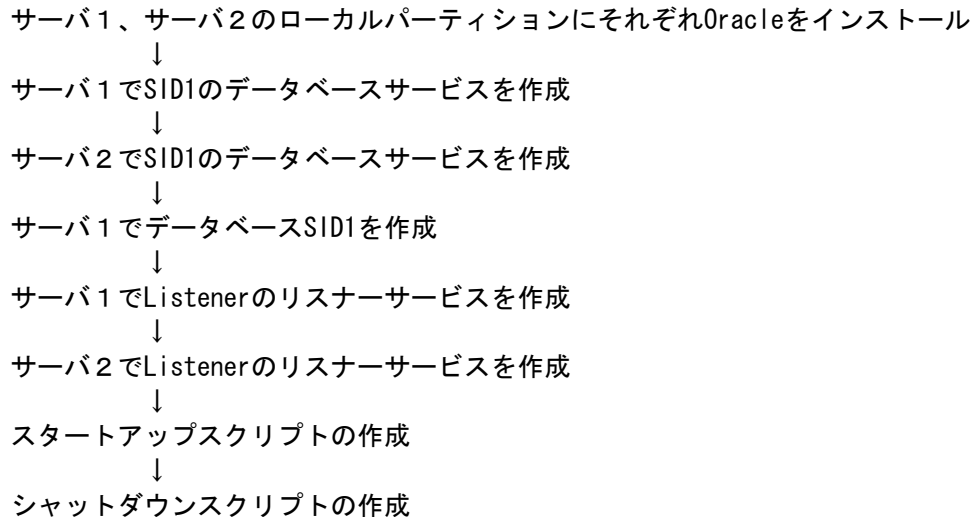 サーバ１、サーバ２のローカルパーティションにそれぞれOracleをインストール
↓
サーバ１でSID1のデータベースサービスを作成
↓
サーバ２でSID1のデータベースサービスを作成
↓
サーバ１でデータベースSID1を作成
↓
サーバ１でListenerのリスナーサービスを作成
↓
サーバ２でListenerのリスナーサービスを作成
↓
スタートアップスクリプトの作成
↓
シャットダウンスクリプトの作成